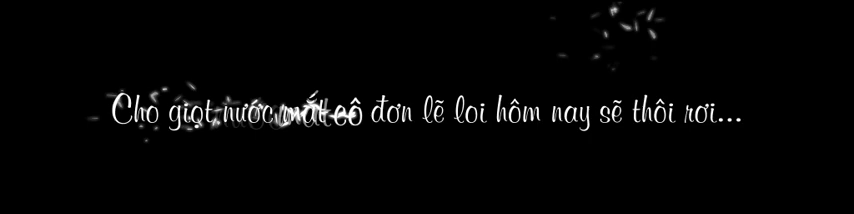 Cho giọt nước mắt cô đơn lẽ loi hôm nay sẽ thôi rơi...